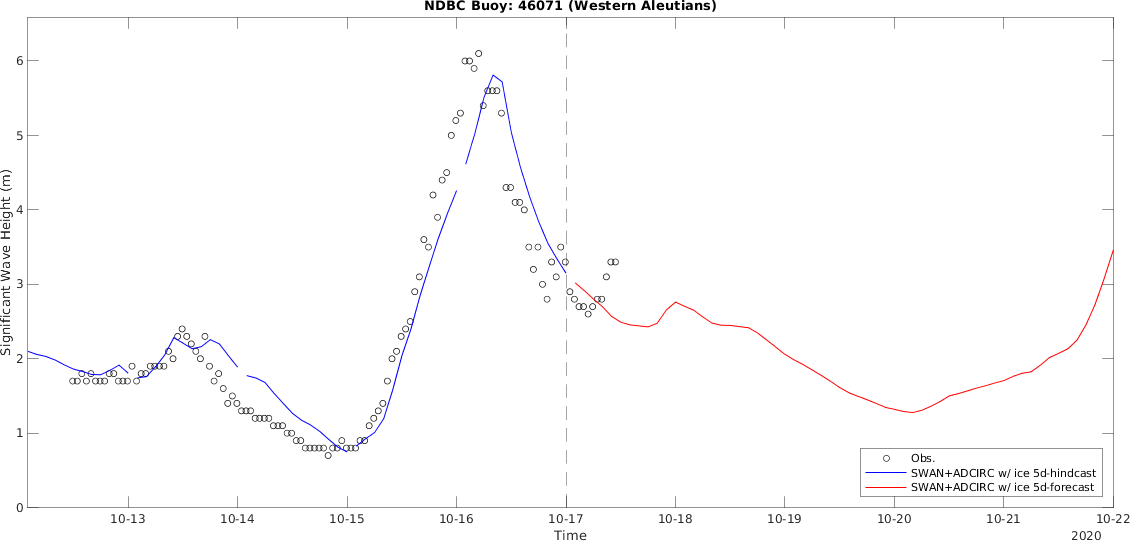 NDBC Buoy: 46071 (Western Aleutians)
Significant Wave Height (m)
6
5
4
3
2
1
0
Obs.
SWAN+ADCIRC w/ ice 5d-hindcast
SWAN+ADCIRC w/ ice 5d-forecast
10-13 10-14 10-15 10-16 10-17 10-18 10-19 10-20 10-21 10-22
Time
2020